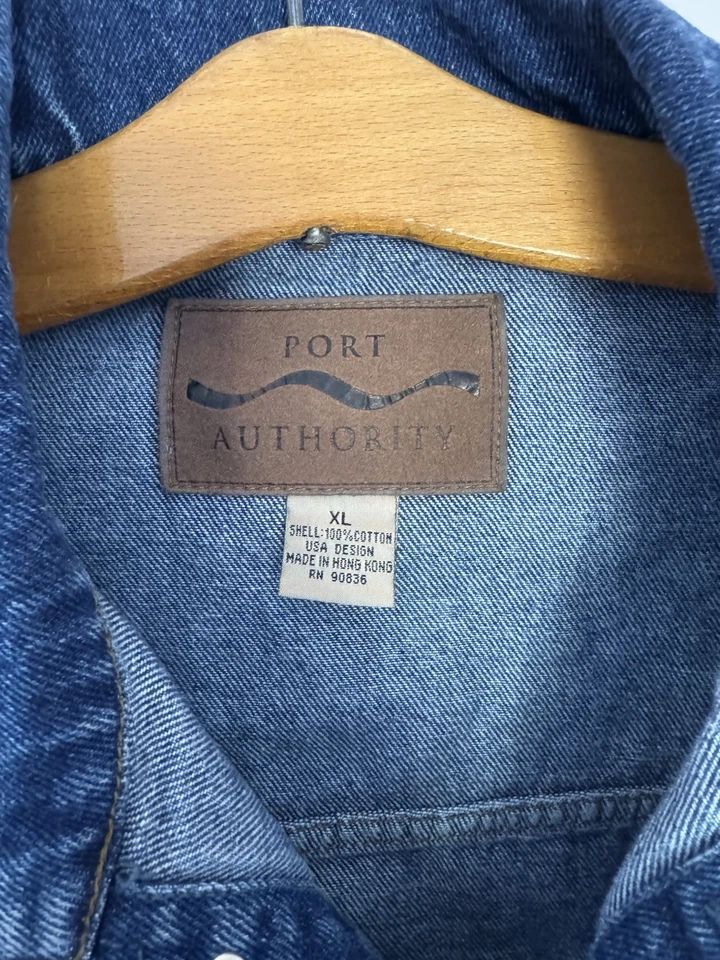 PORT
AUTHORITY
XL
SHELL:100%COTTON
USA DESIGN
MADE IN HONG KONG
RN 90836